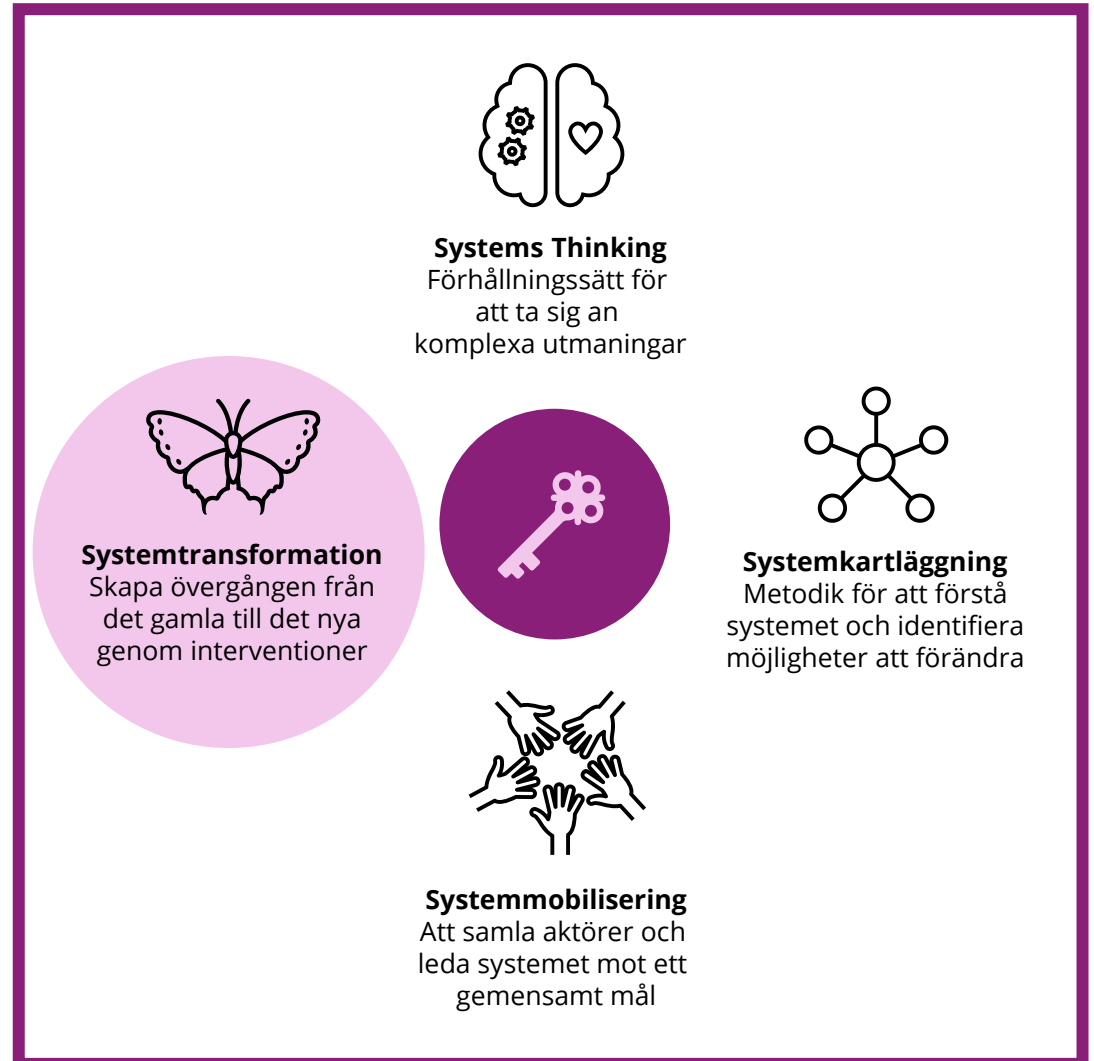 Systems Thinking
Förhållningssätt för
att ta sig an
komplexa utmaningar
Systemtransformation
Skapa övergången från
det gamla till det nya
genom interventioner
Systemkartläggning
Metodik för att förstå
systemet och identifiera
möjligheter att förändra
Systemmobilisering
Att samla aktörer och
leda systemet mot ett
gemensamt mål